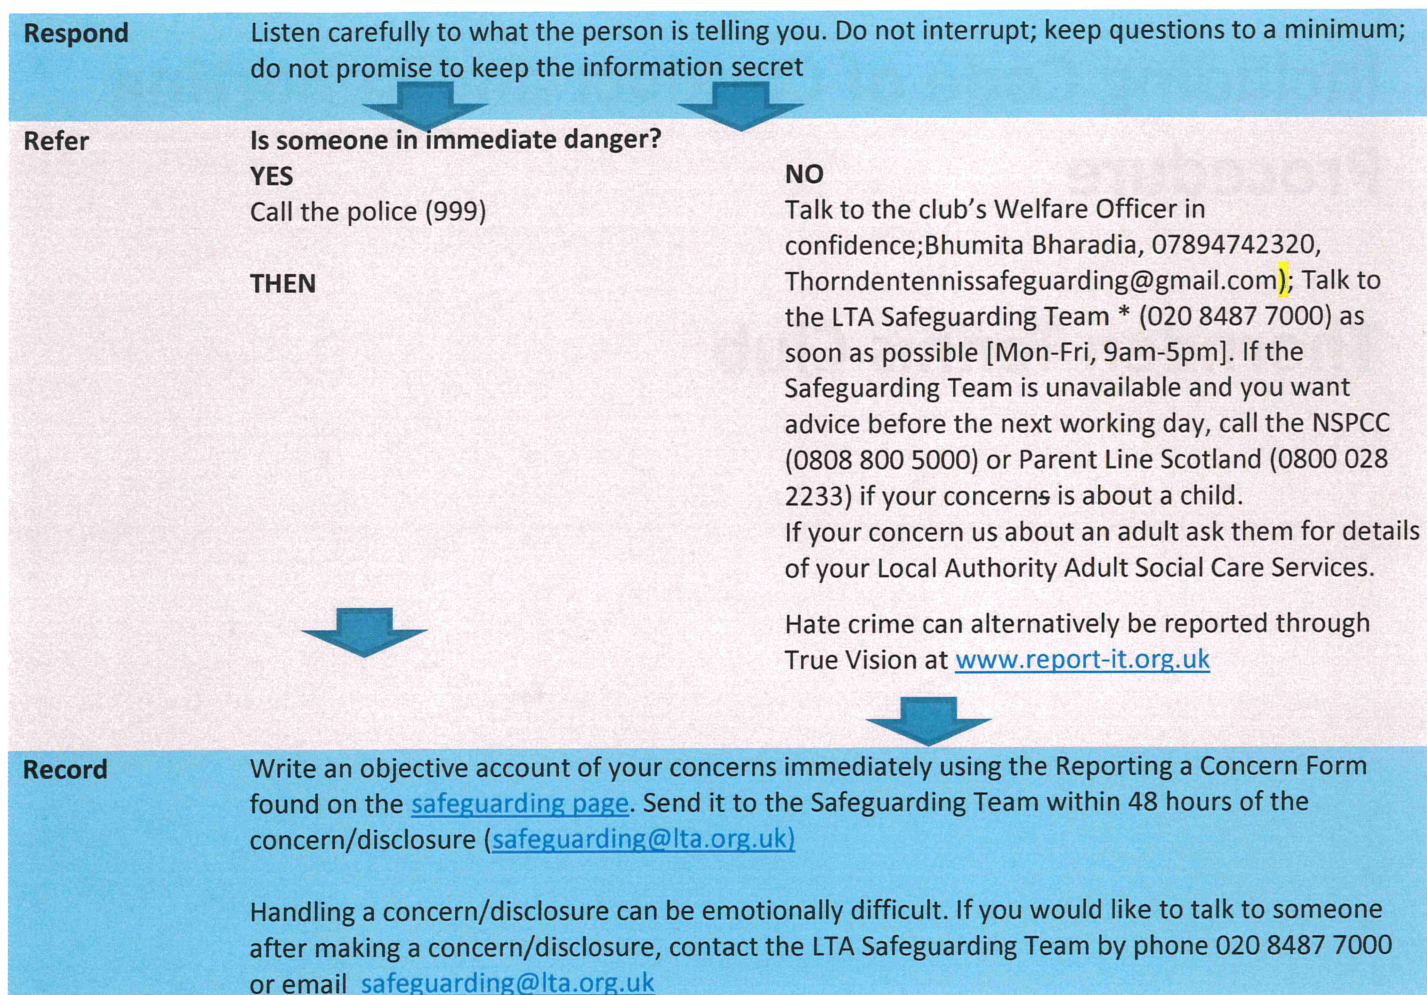 Respond
Listen carefully to what the person is telling you. Do not interrupt; keep questions to a minimum;
do not promise to keep the information secret
Refer
Is someone in immediate danger?
YES
Call the police (999)
THEN
NO
Talk to the club's Welfare Officer in
confidence;Bhumita Bharadia, 07894742320,
Thorndentennissafeguarding@gmail.com); Talk to
the LTA Safeguarding Team * (020 8487 7000) as
soon as possible [Mon-Fri, 9am-5pm]. If the
Safeguarding Team is unavailable and you want
advice before the next working day, call the NSPCC
(0808 800 5000) or Parent Line Scotland (0800 028
2233) if your concerns is about a child.
If your concern us about an adult ask them for details
of your Local Authority Adult Social Care Services.
Hate crime can alternatively be reported through
True Vision at www.report-it.org.uk
Record
Write an objective account of your concerns immediately using the Reporting a Concern Form
found on the safeguarding page. Send it to the Safeguarding Team within 48 hours of the
concern/disclosure (safeguarding@lta.org.uk)
Handling a concern/disclosure can be emotionally difficult. If you would like to talk to someone
after making a concern/disclosure, contact the LTA Safeguarding Team by phone 020 8487 7000
or email safeguarding@lta.org.uk